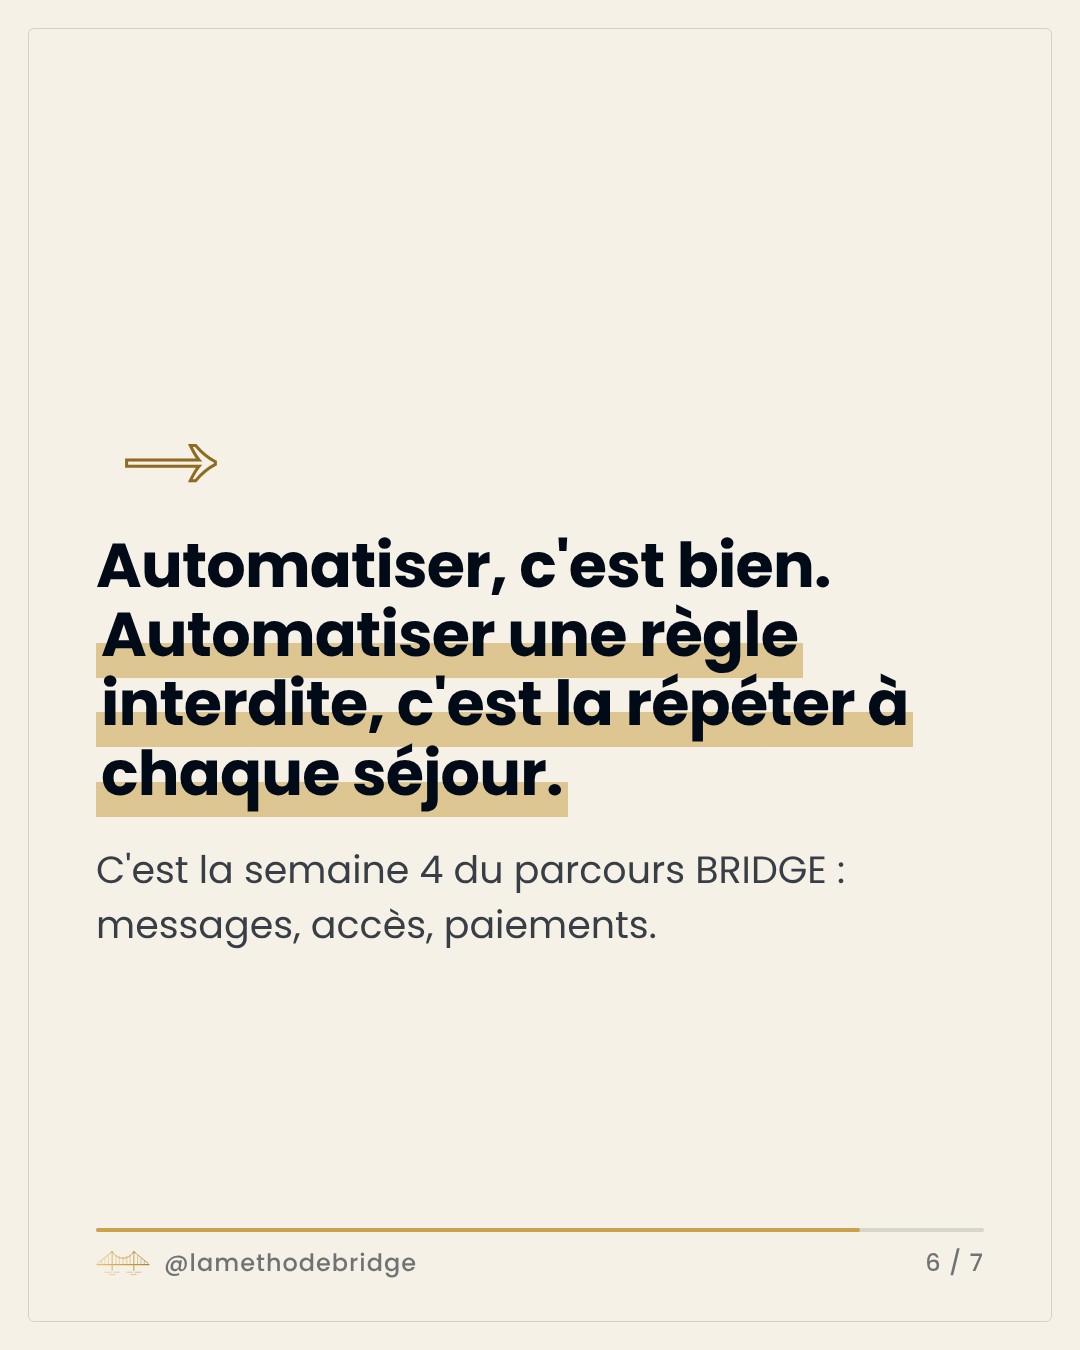 Automatiser, c'est bien.
Automatiser une règle
interdite, c'est la répéter à
chaque séjour.
C'est la semaine 4 du parcours BRIDGE :
messages, accès, paiements.
@lamethodebridge
6 / 7